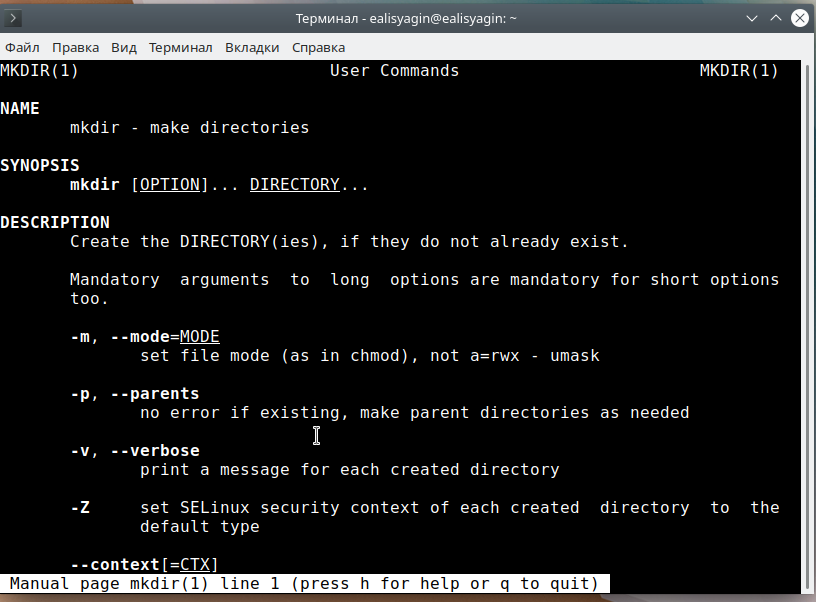 Терминал - ealisyagin@ealisyagin: ~
Файл Правка Вид Терминал Вкладки Справка
MKDIR(1) User Commands MKDIR(1)
NAME
mkdir - make directories
SYNOPSIS
mkdir [OPTION]... DIRECTORY...
DESCRIPTION
Create the DIRECTORY(ies), if they do not already exist.
Mandatory arguments to long options are mandatory for short options
too.
-m, --mode=MODE
set file mode (as in chmod), not a=rwx - umask
-p, --parents
no error if existing, make parent directories as needed
-v, --verbose
print a message for each created directory
-Z set SELinux security context of each created directory to the
default type
--context[=CTX]
Manual page mkdir(1) line 1 (press h for help or q to quit)